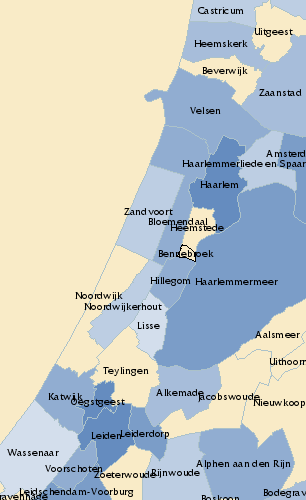 Castricum
Uitgeest
Heemskerk
Beverwijk
Zaanstad
Velsen
Amsterd
Haarlemmerliede en Spaar
Haarlem
Zandvoort
Bloemendaal
Heemstede
Bennebroek
Hillegom
Haarlemmermeer
Noordwijk
Noordwijkerhout
Lisse
Aalsmeer
Uithoorn
Teylingen
Katwijk
Oegstgeest
Alkemade
Jacobswoude
Nieuwkoop
Leiden
Leiderdorp
Wassenaar
Voorschoten
Zoeterwoude
Rijnwoude
Alphen aan den Rijn
Leidschendam-Voorburg
ravenhage
Boskoop
Bodegrav